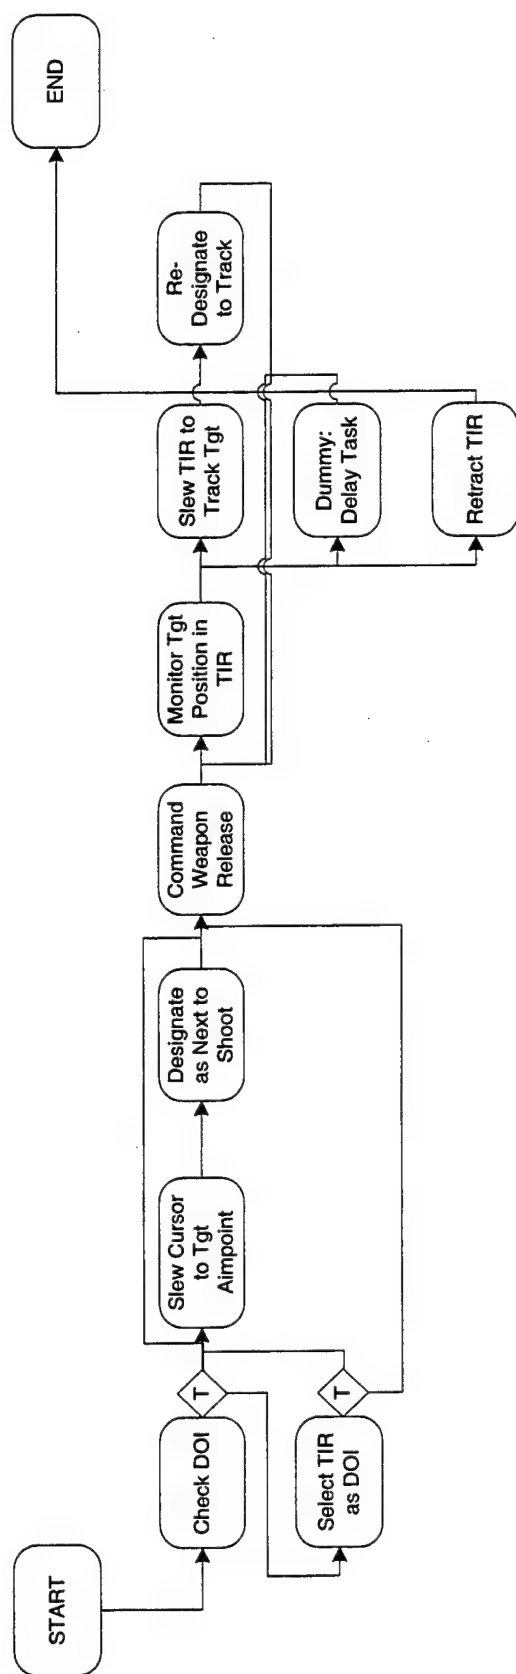 START
Check DOI
T
Select TIR
as DOI
T
Slew Cursor
to Tgt
Aimpoint
Designate
as Next to
Shoot
Command
Weapon
Release
Monitor Tgt
Position in
TIR
Slew TIR to
Track Tgt
Dummy:
Delay Task
Retract TIR
Re-
Designate
to Track
END